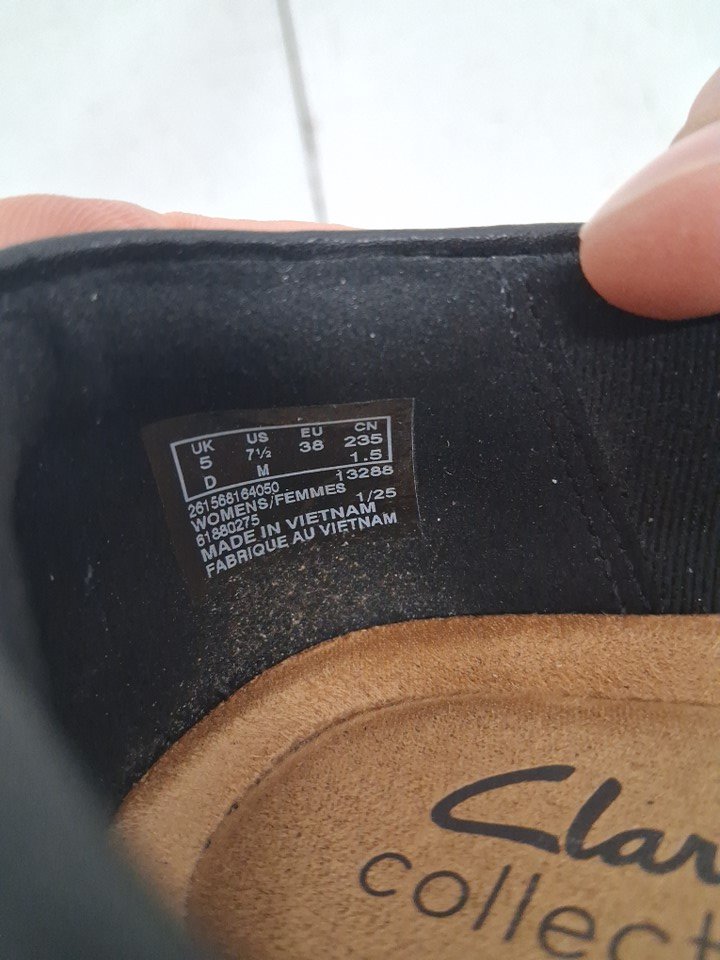 UK US EU CN
5 7½ 38 235
D M 1.5
13288
261568164050
WOMENS/FEMMES
61880275 1/25
MADE IN VIETNAM
FABRIQUE AU VIETNAM
Clar
collect